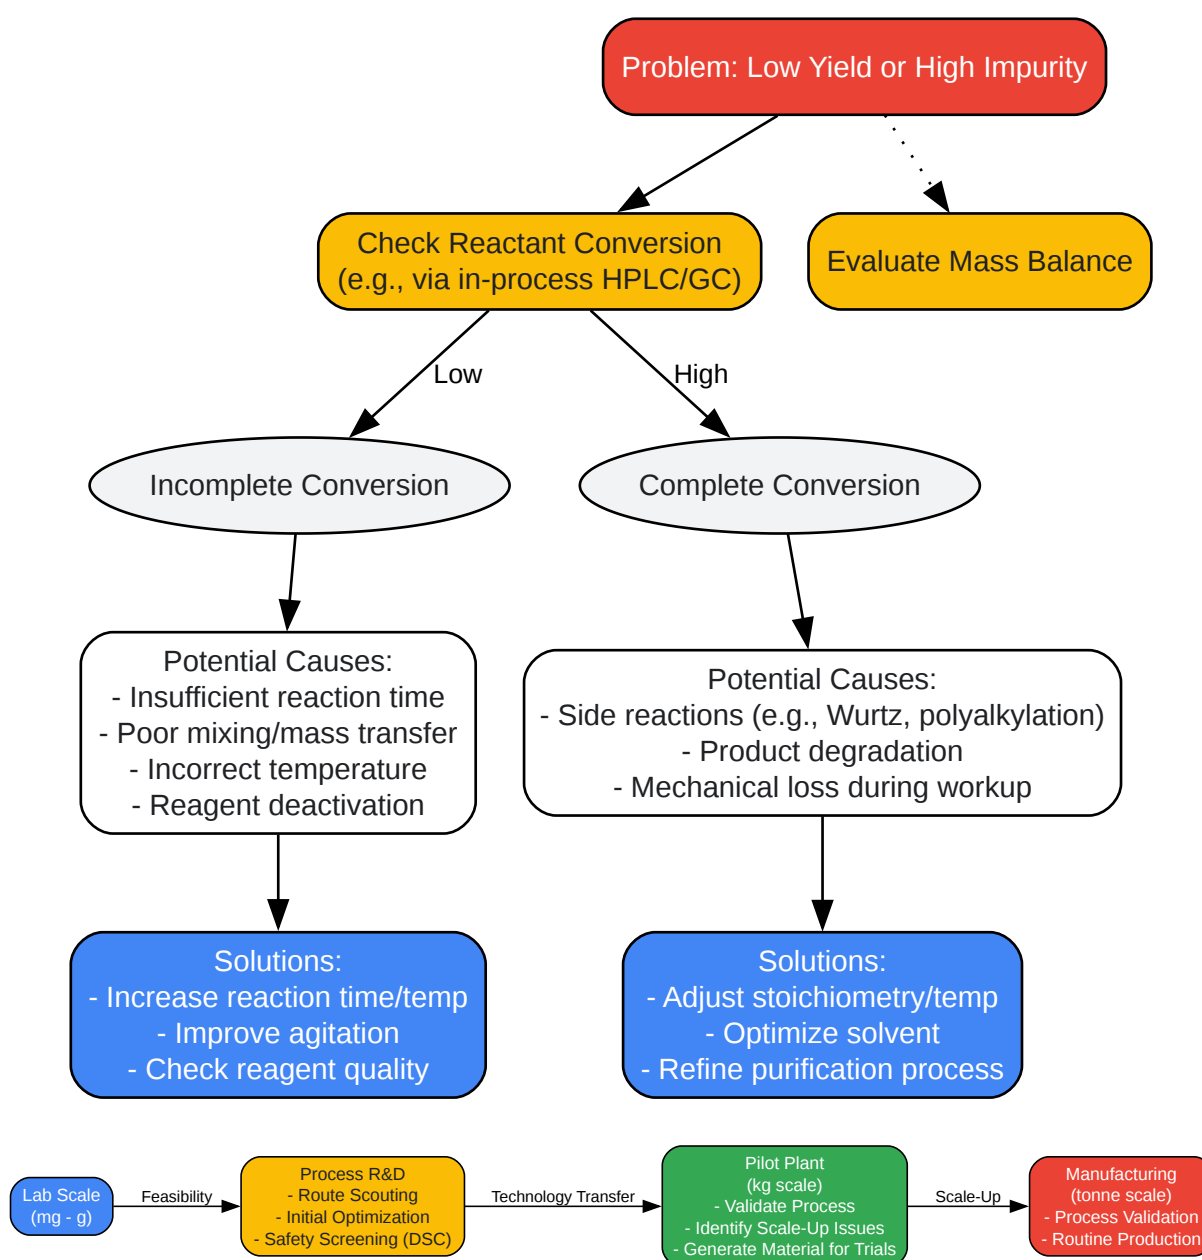 Problem: Low Yield or High Impurity
Check Reactant Conversion
(e.g., via in-process HPLC/GC)
Evaluate Mass Balance
Low
High
Incomplete Conversion
Complete Conversion
Potential Causes:
- Insufficient reaction time
- Poor mixing/mass transfer
- Incorrect temperature
- Reagent deactivation
Potential Causes:
- Side reactions (e.g., Wurtz, polyalkylation)
- Product degradation
- Mechanical loss during workup
Solutions:
- Increase reaction time/temp
- Improve agitation
- Check reagent quality
Solutions:
- Adjust stoichiometry/temp
- Optimize solvent
- Refine purification process
Lab Scale
(mg - g)
Feasibility
Process R&D
- Route Scouting
- Initial Optimization
- Safety Screening (DSC)
Technology Transfer
Pilot Plant
(kg scale)
- Validate Process
- Identify Scale-Up Issues
- Generate Material for Trials
Scale-Up
Manufacturing
(tonne scale)
- Process Validation
- Routine Production